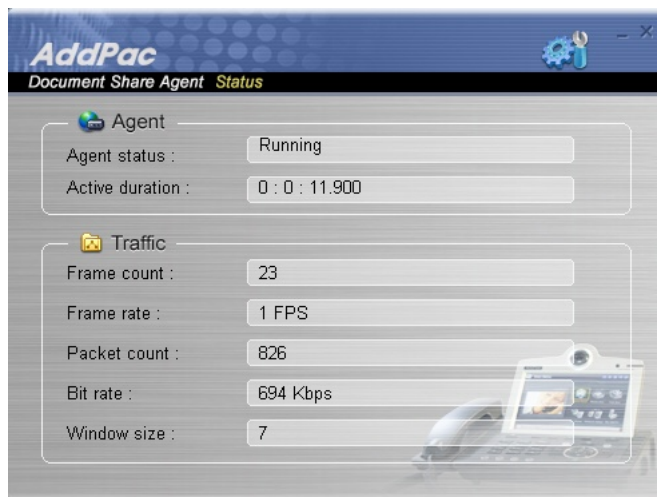 AddPac
Document Share Agent Status
Agent
Agent status : Running
Active duration : 0 : 0 : 11.900
Traffic
Frame count : 23
Frame rate : 1 FPS
Packet count : 826
Bit rate : 694 Kbps
Window size : 7